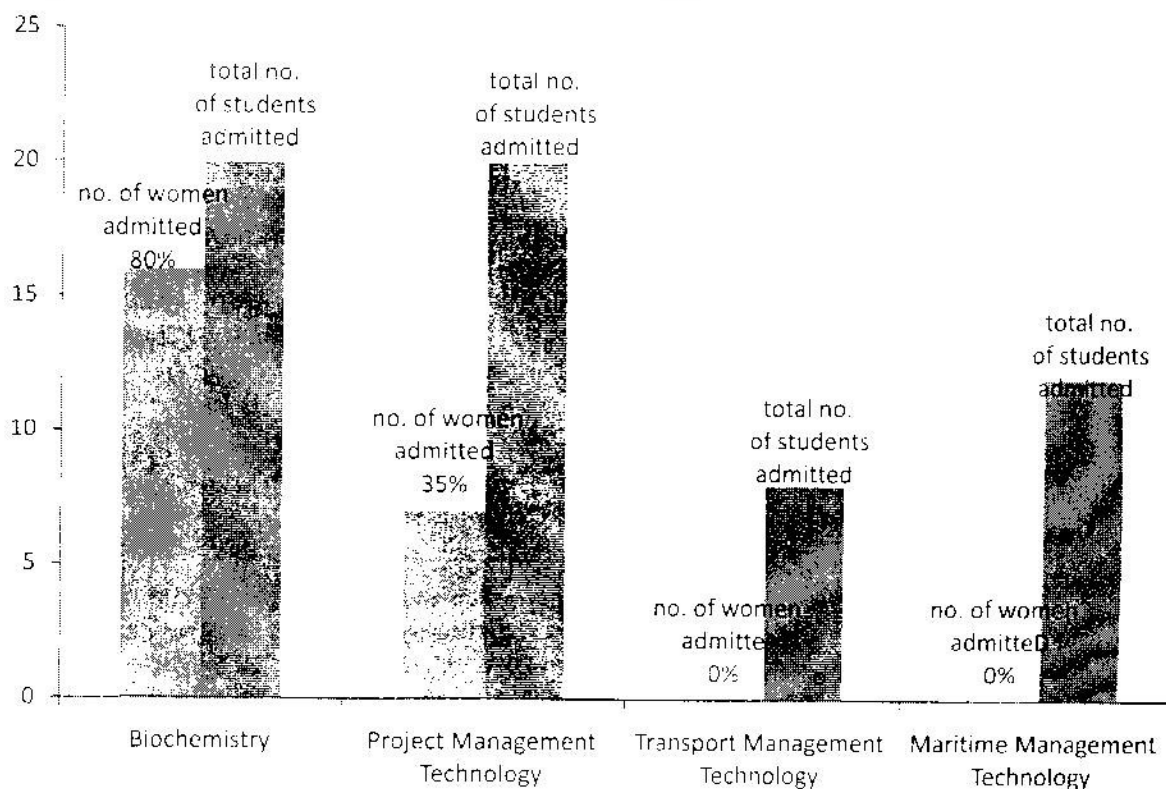 25
total no.
of students
admitted
total no.
of students
admitted
20
no. of women
admitted
80%
15
total no.
of students
admitted
no. of women
admitted
35%
10
total no.
of students
admitted
5
no. of women
admitte
0%
no. of women
admitteD
0%
0
Biochemistry
Project Management
Technology
Transport Management
Technology
Maritime Management
Technology